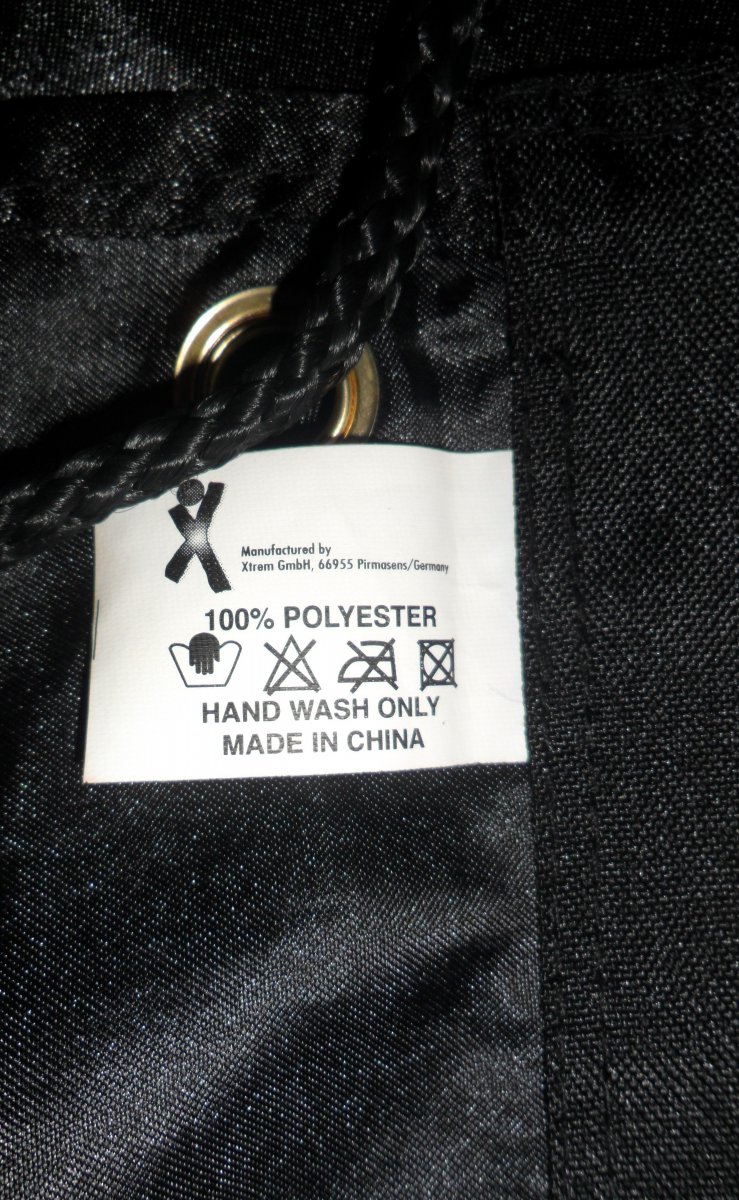 Manufactured by
Xtrem GmbH, 66955 Pirmasens/Germany
100% POLYESTER
HAND WASH ONLY
MADE IN CHINA